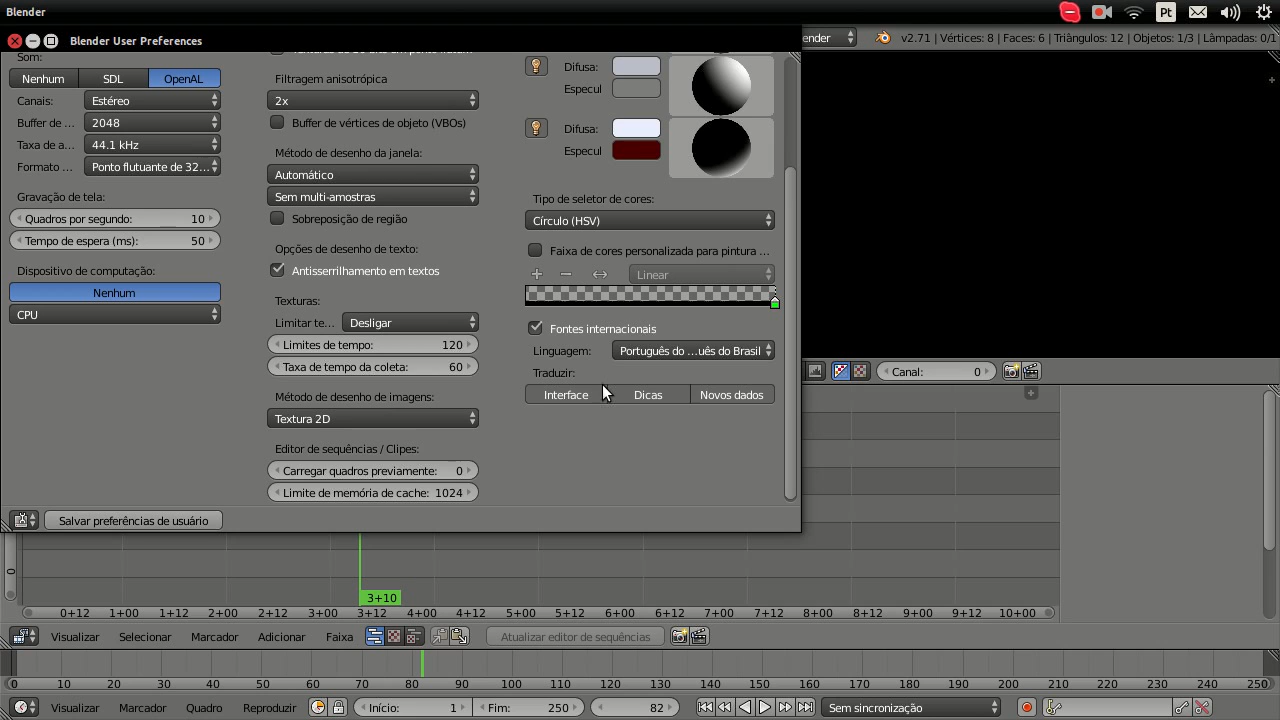 Blender
Pt
Blender User Preferences
ender
v2.71 | Vértices: 8 | Faces: 6 | Triângulos: 12 | Objetos: 1/3 | Lâmpadas: 0/1
Som:
Nenhum
SDL
OpenAL
Canais:
Estéreo
Buffer de ...
2048
Taxa de a...
44.1 kHz
Formato ...
Ponto flutuante de 32...
Gravação de tela:
Quadros por segundo: 10
Tempo de espera (ms): 50
Dispositivo de computação:
Nenhum
CPU
Filtragem anisotrópica
2x
Buffer de vértices de objeto (VBOs)
Método de desenho da janela:
Automático
Sem multi-amostras
Sobreposição de região
Opções de desenho de texto:
Antisserrilhamento em textos
Texturas:
Limitar te...
Desligar
Limites de tempo: 120
Taxa de tempo da coleta: 60
Método de desenho de imagens:
Textura 2D
Editor de sequências / Clipes:
Carregar quadros previamente: 0
Limite de memória de cache: 1024
Difusa:
Especul
Difusa:
Especul
Tipo de seletor de cores:
Círculo (HSV)
Faixa de cores personalizada para pintura ...
Linear
Fontes internacionais
Linguagem:
Português do ...uês do Brasil
Traduzir:
Interface
Dicas
Novos dados
Salvar preferências de usuário
Canal: 0
0
3+10
0+12 1+00 1+12 2+00 2+12 3+00 3+12 4+00 4+12 5+00 5+12 6+00 6+12 7+00 7+12 8+00 8+12 9+00 9+12 10+00
Visualizar Selecionar Marcador Adicionar Faixa
Atualizar editor de sequências
0 10 20 30 40 50 60 70 80 90 100 110 120 130 140 150 160 170 180 190 200 210 220 230 240 250
Visualizar Marcador Quadro Reproduzir
Início: 1
Fim: 250
82
Sem sincronização